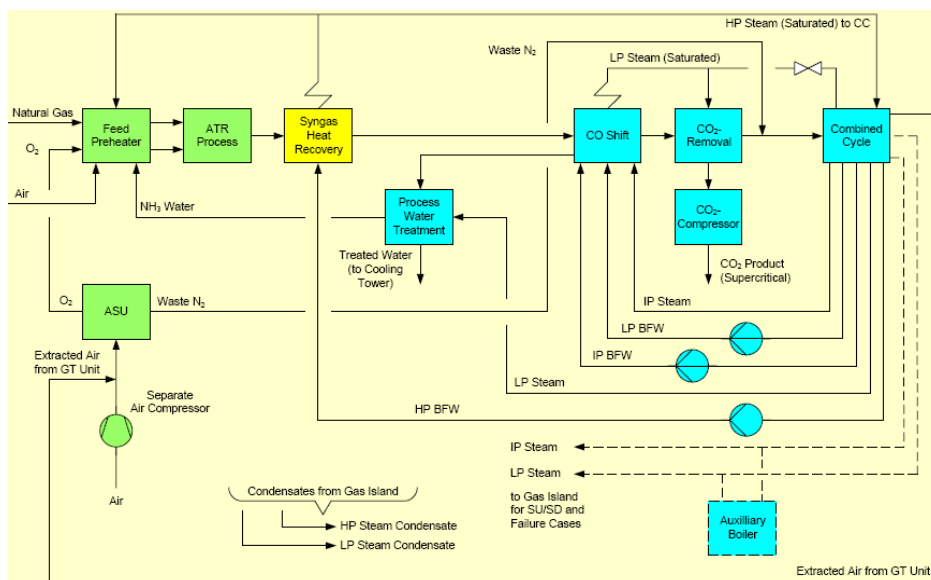 HP Steam (Saturated) to CC
Waste N₂
LP Steam (Saturated)
Natural Gas
O₂
Feed
Preheater
ATR
Process
Syngas
Heat
Recovery
CO Shift
CO₂-
Removal
Combined
Cycle
Air
NH₃ Water
Process
Water
Treatment
CO₂-
Compressor
Treated Water
(to Cooling
Tower)
CO₂ Product
(Supercritical)
O₂
ASU
Waste N₂
IP Steam
LP BFW
IP BFW
Extracted Air
from GT Unit
LP Steam
Separate
Air Compressor
HP BFW
IP Steam
LP Steam
Air
Condensates from Gas Island
to Gas Island
for SU/SD and
Failure Cases
HP Steam Condensate
LP Steam Condensate
Auxilliary
Boiler
Extracted Air from GT Unit